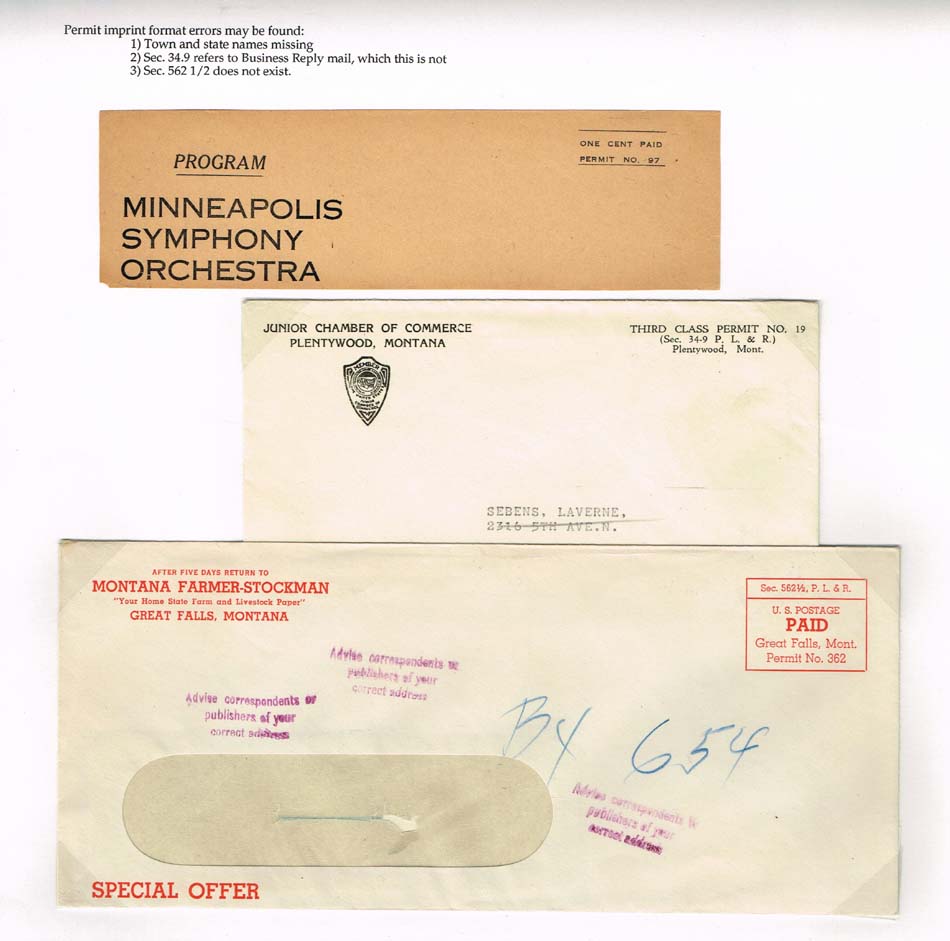 Permit imprint format errors may be found:
1) Town and state names missing
2) Sec. 34.9 refers to Business Reply mail, which this is not
3) Sec. 562 1/2 does not exist.
PROGRAM
ONE CENT PAID
PERMIT NO. 97
MINNEAPOLIS
SYMPHONY
ORCHESTRA
JUNIOR CHAMBER OF COMMERCE
PLENTYWOOD, MONTANA
MEMBER
THIRD CLASS PERMIT NO. 19
(Sec. 34-9 P. L. & R.)
Plentywood, Mont.
SEBENS, LAVERNE,
2316 5TH AVE.N.
AFTER FIVE DAYS RETURN TO
MONTANA FARMER-STOCKMAN
"Your Home State Farm and Livestock Paper"
GREAT FALLS, MONTANA
Sec. 562½, P. L. & R.
U. S. POSTAGE
PAID
Great Falls, Mont.
Permit No. 362
Advise correspondents or
publishers of your
correct address
Advise correspondents or
publishers of your
correct address
Bx 654
Advise correspondents or
publishers of your
correct address
SPECIAL OFFER